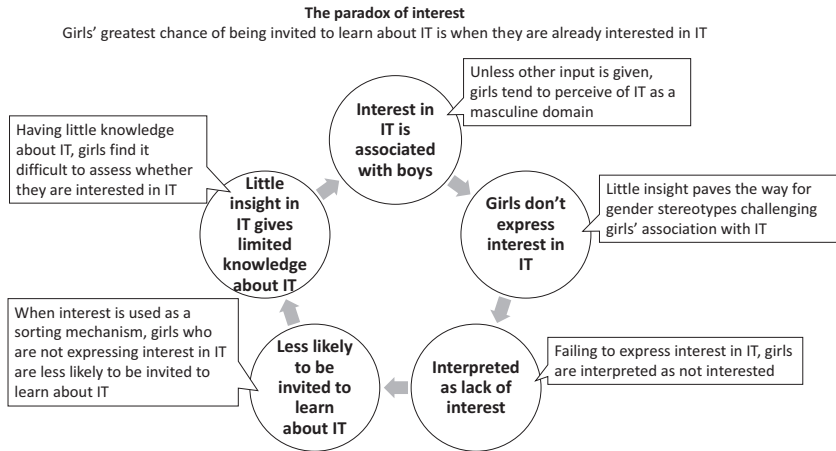 The paradox of interest
Girls' greatest chance of being invited to learn about IT is when they are already interested in IT
Interest in
IT is
associated
with boys
Unless other input is given,
girls tend to perceive of IT as a
masculine domain
Girls don't
express
interest in
IT
Little insight paves the way for
gender stereotypes challenging
girls' association with IT
Interpreted
as lack of
interest
Failing to express interest in IT, girls
are interpreted as not interested
Less likely
to be
invited to
learn
about IT
When interest is used as a
sorting mechanism, girls who
are not expressing interest in IT
are less likely to be invited to
learn about IT
Little
insight in
IT gives
limited
knowledge
about IT
Having little knowledge
about IT, girls find it
difficult to assess whether
they are interested in IT